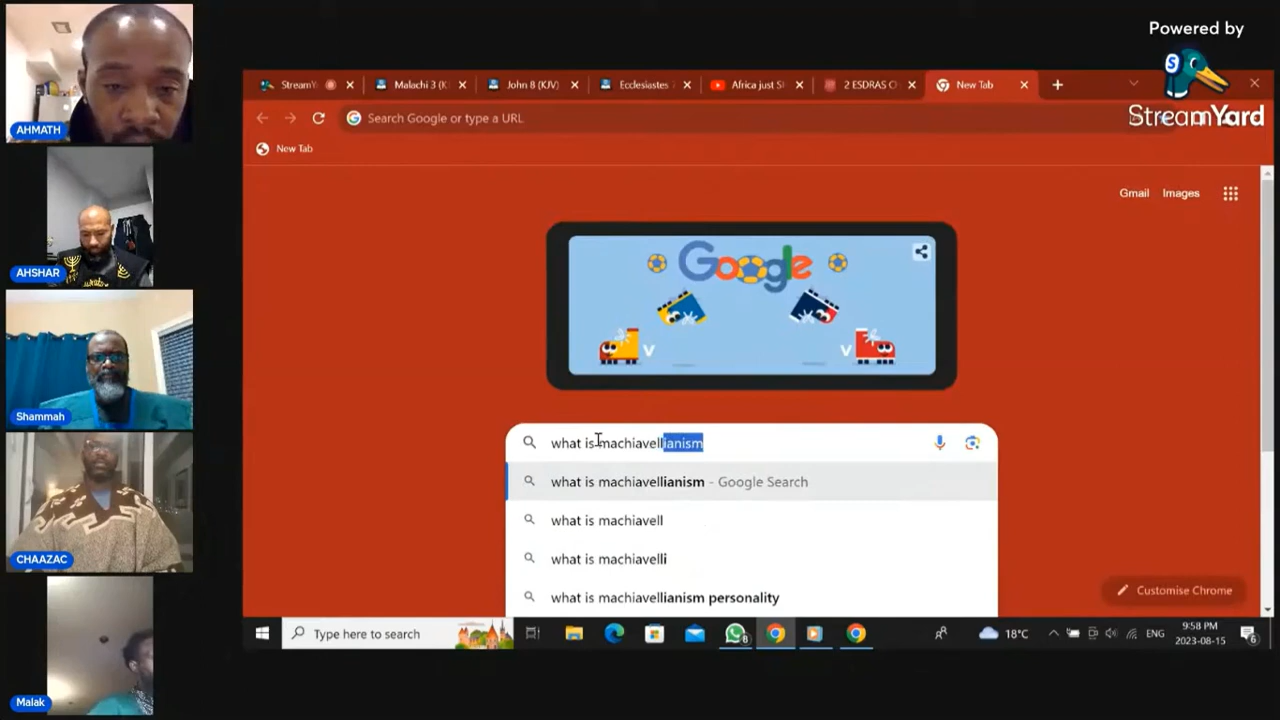 Powered by
StreamYard
AHMATH
AHSHAR
Shammah
CHAAZAC
Malak
StreamY
Malachi 3 (K
John 8 (KJV)
Ecclesiastes
Africa just S
2 ESDRAS C
New Tab
Search Google or type a URL
New Tab
Gmail
Images
Google
V
V
what is machiavellianism
what is machiavellianism - Google Search
what is machiavell
what is machiavelli
what is machiavellianism personality
Customise Chrome
Type here to search
8
18°C
ENG
9:58 PM
2023-08-15
6